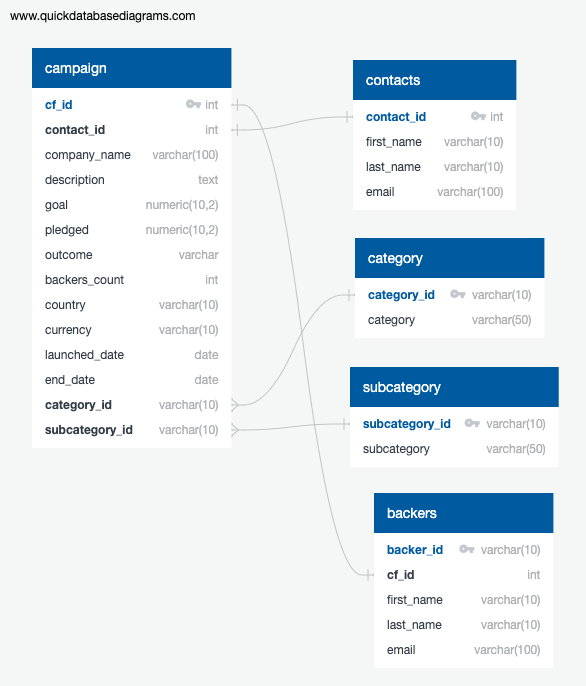 www.quickdatabasediagrams.com
campaign
cf_id int
contact_id int
company_name varchar(100)
description text
goal numeric(10,2)
pledged numeric(10,2)
outcome varchar
backers_count int
country varchar(10)
currency varchar(10)
launched_date date
end_date date
category_id varchar(10)
subcategory_id varchar(10)
contacts
contact_id int
first_name varchar(10)
last_name varchar(10)
email varchar(100)
category
category_id varchar(10)
category varchar(50)
subcategory
subcategory_id varchar(10)
subcategory varchar(50)
backers
backer_id varchar(10)
cf_id int
first_name varchar(10)
last_name varchar(10)
email varchar(100)